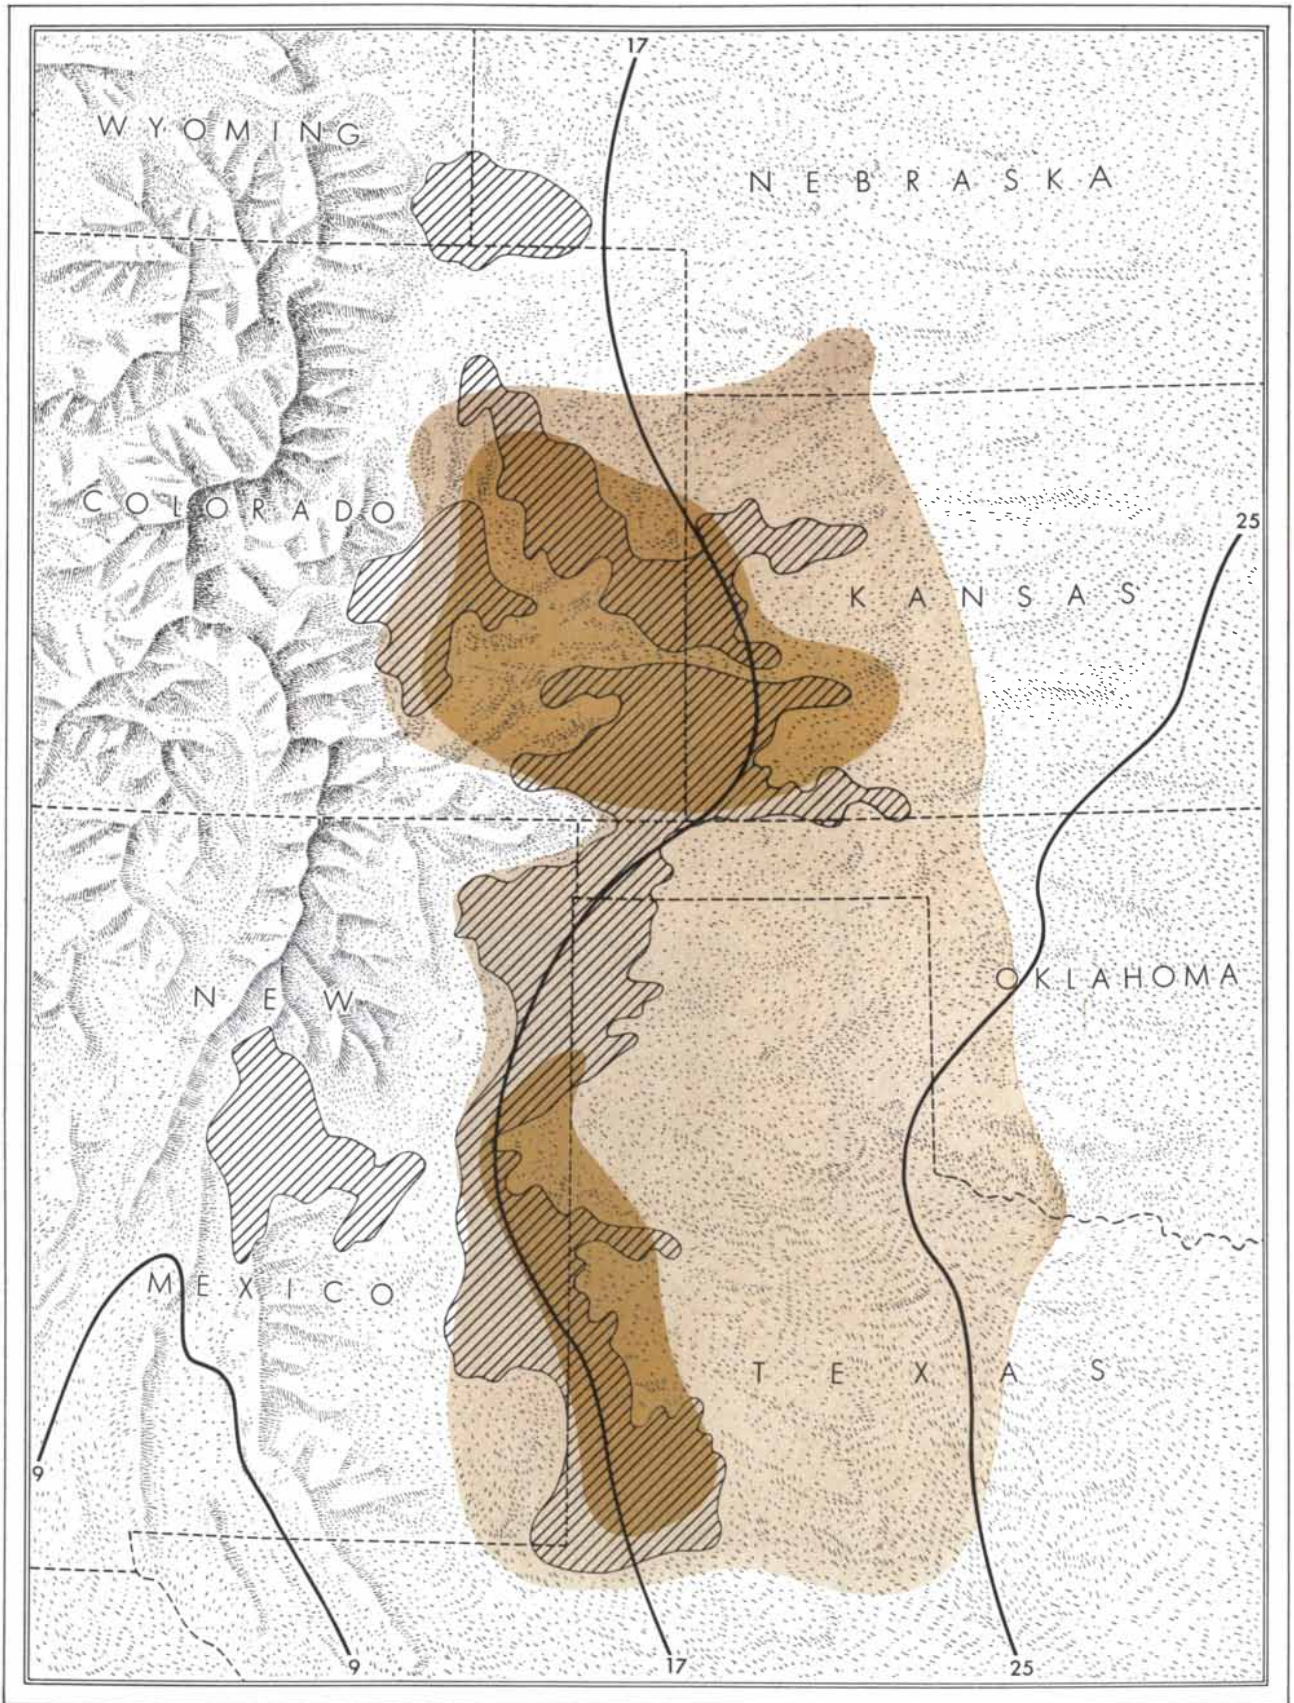 17
WYOMING
NEBRASKA
COLORADO
25
KANSAS
OKLAHOMA
NEW
MEXICO
TEXAS
9
9
17
25